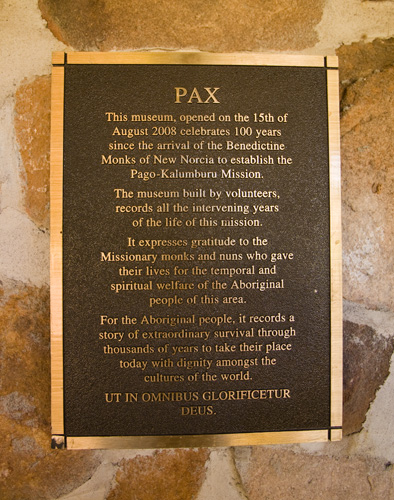 PAX
This museum, opened on the 15th of
August 2008 celebrates 100 years
since the arrival of the Benedictine
Monks of New Norcia to establish the
Pago-Kalumburu Mission.
The museum built by volunteers,
records all the intervening years
of the life of this mission.
It expresses gratitude to the
Missionary monks and nuns who gave
their lives for the temporal and
spiritual welfare of the Aboriginal
people of this area.
For the Aboriginal people, it records a
story of extraordinary survival through
thousands of years to take their place
today with dignity amongst the
cultures of the world.
UT IN OMNIBUS GLORIFICETUR
DEUS.